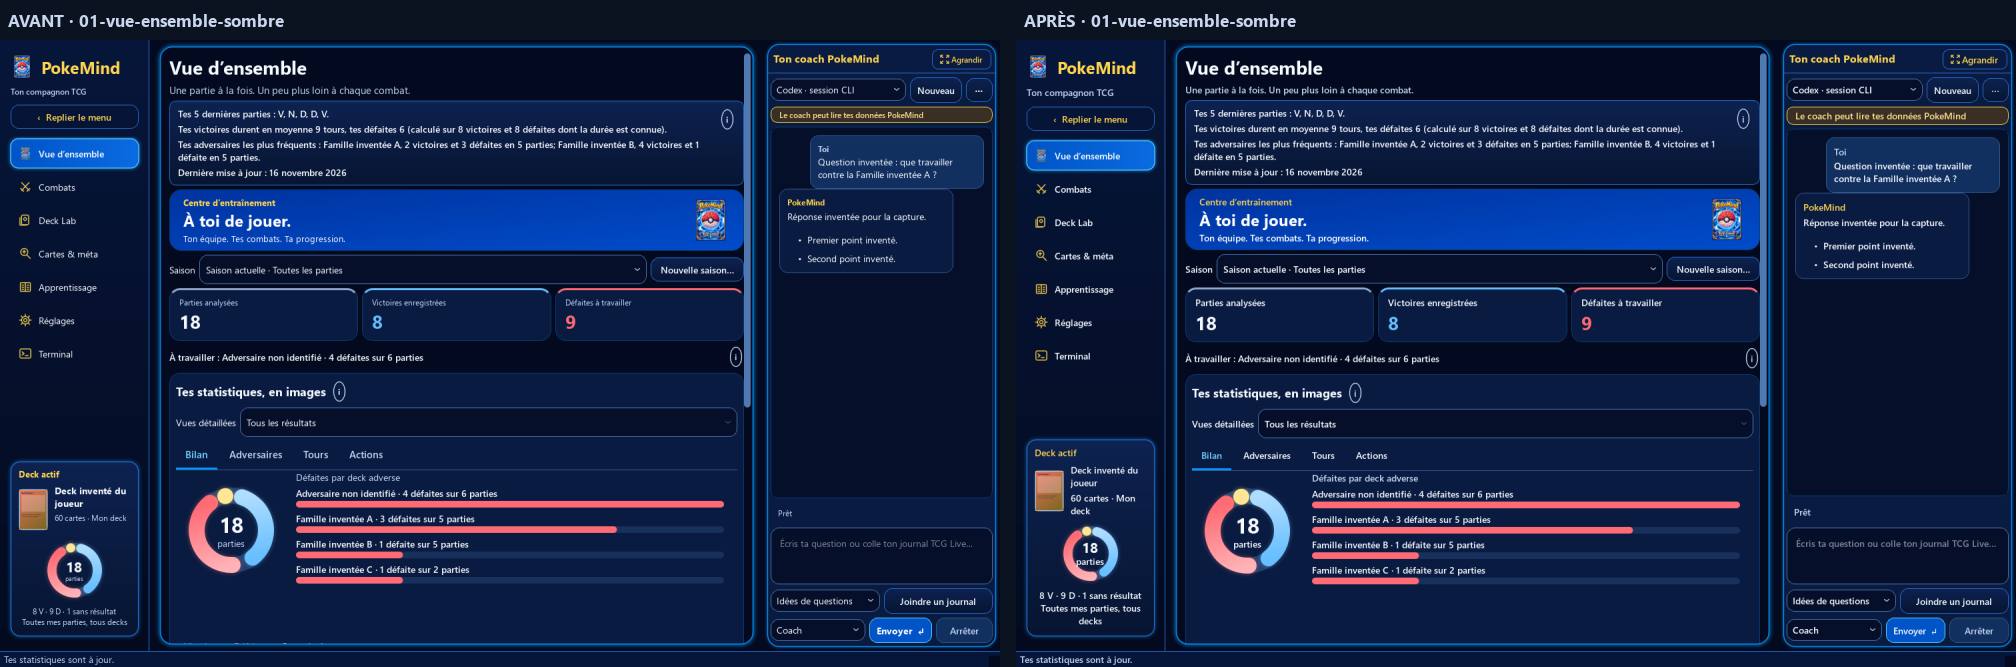 AVANT · 01-vue-ensemble-sombre
PokeMind
Ton compagnon TCG
‹ Replier le menu
Vue d’ensemble
Combats
Deck Lab
Cartes & méta
Apprentissage
Réglages
Terminal
Deck actif
Deck inventé du
joueur
60 cartes · Mon deck
18
parties
8 V · 9 D · 1 sans résultat
Toutes mes parties, tous decks
Vue d’ensemble
Une partie à la fois. Un peu plus loin à chaque combat.
Tes 5 dernières parties : V, N, D, D, V.
Tes victoires durent en moyenne 9 tours, tes défaites 6 (calculé sur 8 victoires et 8 défaites dont la durée est connue).
Tes adversaires les plus fréquents : Famille inventée A, 2 victoires et 3 défaites en 5 parties; Famille inventée B, 4 victoires et 1
défaite en 5 parties.
Dernière mise à jour : 16 novembre 2026
i
Centre d’entraînement
À toi de jouer.
Ton équipe. Tes combats. Ta progression.
Saison
Saison actuelle · Toutes les parties
Nouvelle saison...
Parties analysées
18
Victoires enregistrées
8
Défaites à travailler
9
À travailler : Adversaire non identifié · 4 défaites sur 6 parties
i
Tes statistiques, en images
i
Vues détaillées
Tous les résultats
Bilan
Adversaires
Tours
Actions
18
parties
Défaites par deck adverse
Adversaire non identifié · 4 défaites sur 6 parties
Famille inventée A · 3 défaites sur 5 parties
Famille inventée B · 1 défaite sur 5 parties
Famille inventée C · 1 défaite sur 2 parties
Ton coach PokeMind
Agrandir
Codex · session CLI
Nouveau
...
Le coach peut lire tes données PokeMind
Toi
Question inventée : que travailler
contre la Famille inventée A ?
PokeMind
Réponse inventée pour la capture.
• Premier point inventé.
• Second point inventé.
Prêt
Écris ta question ou colle ton journal TCG Live...
Idées de questions
Joindre un journal
Coach
Envoyer ↲
Arrêter
Tes statistiques sont à jour.
APRÈS · 01-vue-ensemble-sombre
PokeMind
Ton compagnon TCG
‹ Replier le menu
Vue d’ensemble
Combats
Deck Lab
Cartes & méta
Apprentissage
Réglages
Terminal
Deck actif
Deck inventé du
joueur
60 cartes · Mon
deck
18
parties
8 V · 9 D · 1 sans résultat
Toutes mes parties, tous
decks
Vue d’ensemble
Une partie à la fois. Un peu plus loin à chaque combat.
Tes 5 dernières parties : V, N, D, D, V.
Tes victoires durent en moyenne 9 tours, tes défaites 6 (calculé sur 8 victoires et 8 défaites dont la durée est connue).
Tes adversaires les plus fréquents : Famille inventée A, 2 victoires et 3 défaites en 5 parties; Famille inventée B, 4 victoires et 1
défaite en 5 parties.
Dernière mise à jour : 16 novembre 2026
i
Centre d’entraînement
À toi de jouer.
Ton équipe. Tes combats. Ta progression.
Saison
Saison actuelle · Toutes les parties
Nouvelle saison...
Parties analysées
18
Victoires enregistrées
8
Défaites à travailler
9
À travailler : Adversaire non identifié · 4 défaites sur 6 parties
i
Tes statistiques, en images
i
Vues détaillées
Tous les résultats
Bilan
Adversaires
Tours
Actions
18
parties
Défaites par deck adverse
Adversaire non identifié · 4 défaites sur 6 parties
Famille inventée A · 3 défaites sur 5 parties
Famille inventée B · 1 défaite sur 5 parties
Famille inventée C · 1 défaite sur 2 parties
Ton coach PokeMind
Agrandir
Codex · session CLI
Nouveau
...
Le coach peut lire tes données PokeMind
Toi
Question inventée : que travailler
contre la Famille inventée A ?
PokeMind
Réponse inventée pour la capture.
• Premier point inventé.
• Second point inventé.
Prêt
Écris ta question ou colle ton journal TCG Live...
Idées de questions
Joindre un journal
Coach
Envoyer ↲
Arrêter
Tes statistiques sont à jour.